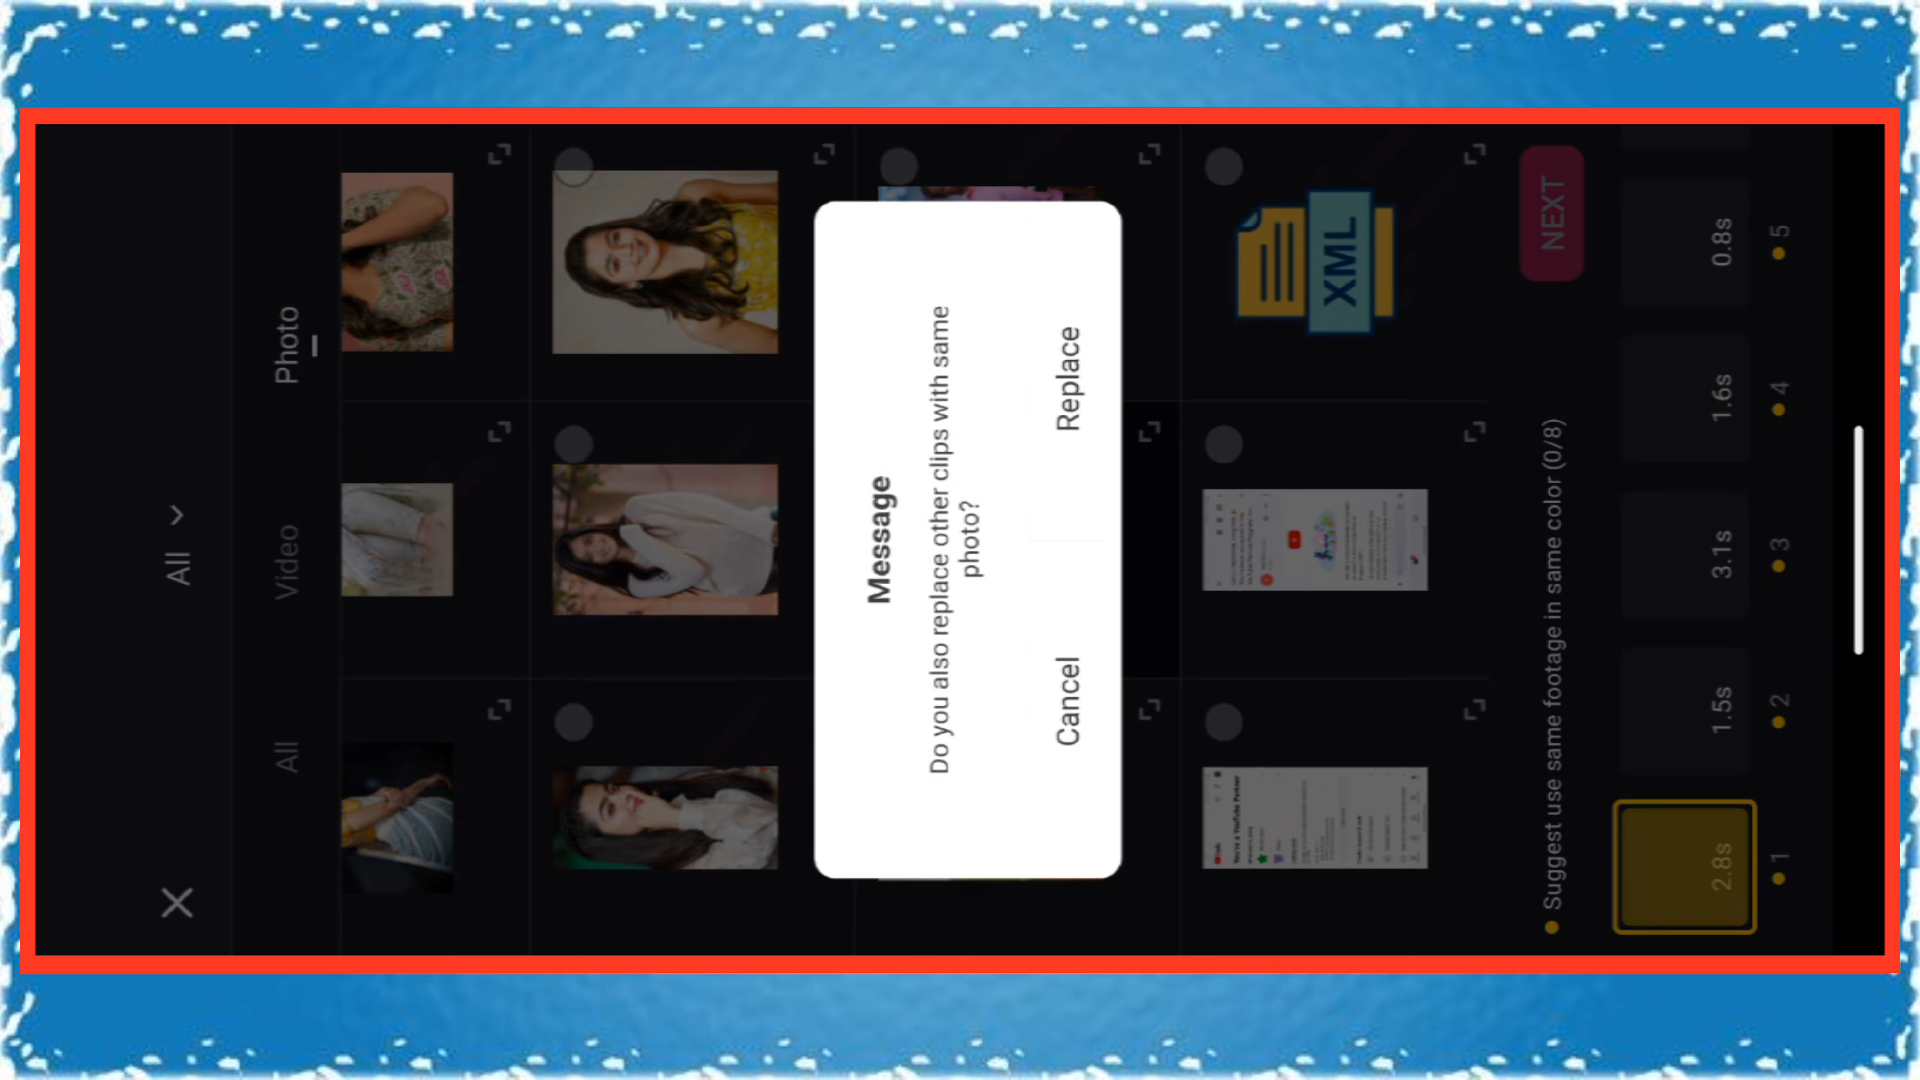 All
All
Video
Photo
XML
Message
Do you also replace other clips with same
photo?
Cancel
Replace
Suggest use same footage in same color (0/8)
NEXT
2.8s
1.5s
3.1s
1.6s
0.8s
1
2
3
4
5